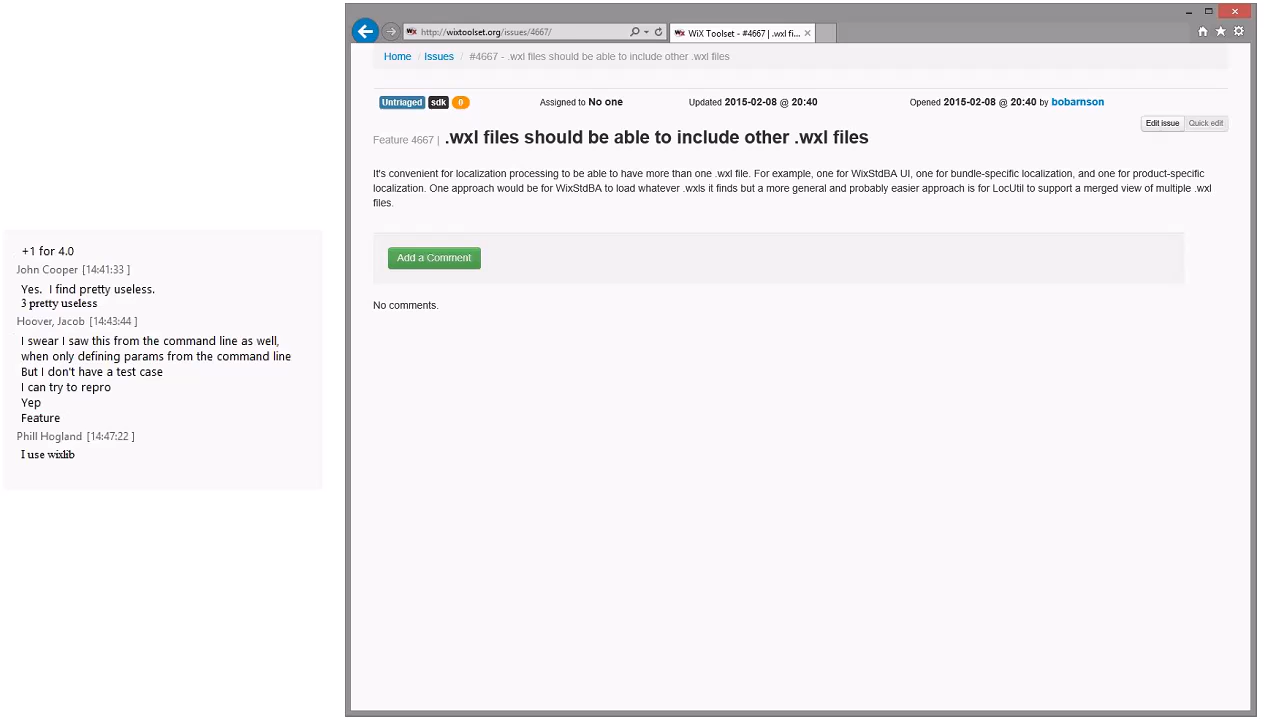 +1 for 4.0
John Cooper [14:41:33 ]
Yes.  I find pretty useless.
3 pretty useless
Hoover, Jacob [14:43:44 ]
I swear I saw this from the command line as well,
when only defining params from the command line
But I don't have a test case
I can try to repro
Yep
Feature
Phill Hogland [14:47:22 ]
I use wixlib
http://wixtoolset.org/issues/4667/
WiX Toolset - #4667 | .wxl fi...
Home / Issues / #4667 - .wxl files should be able to include other .wxl files
Untriaged sdk 0 Assigned to No one Updated 2015-02-08 @ 20:40 Opened 2015-02-08 @ 20:40 by bobarnson
Edit issue Quick edit
Feature 4667 | .wxl files should be able to include other .wxl files
It's convenient for localization processing to be able to have more than one .wxl file. For example, one for WixStdBA UI, one for bundle-specific localization, and one for product-specific
localization. One approach would be for WixStdBA to load whatever .wxls it finds but a more general and probably easier approach is for LocUtil to support a merged view of multiple .wxl
files.
Add a Comment
No comments.